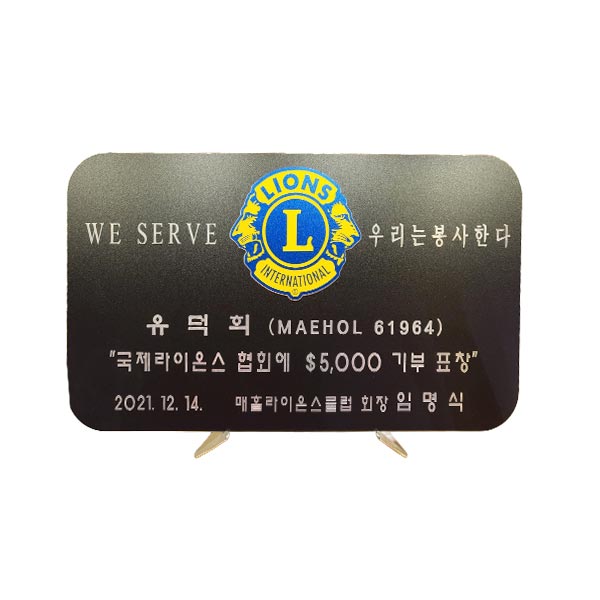 LIONS
WE SERVE L 우리는봉사한다
INTERNATIONAL
유덕희 (MAEHOL 61964)
"국제라이온스 협회에 $5,000 기부 표창"
2021. 12. 14. 매홀라이온스클럽 회장 임명식